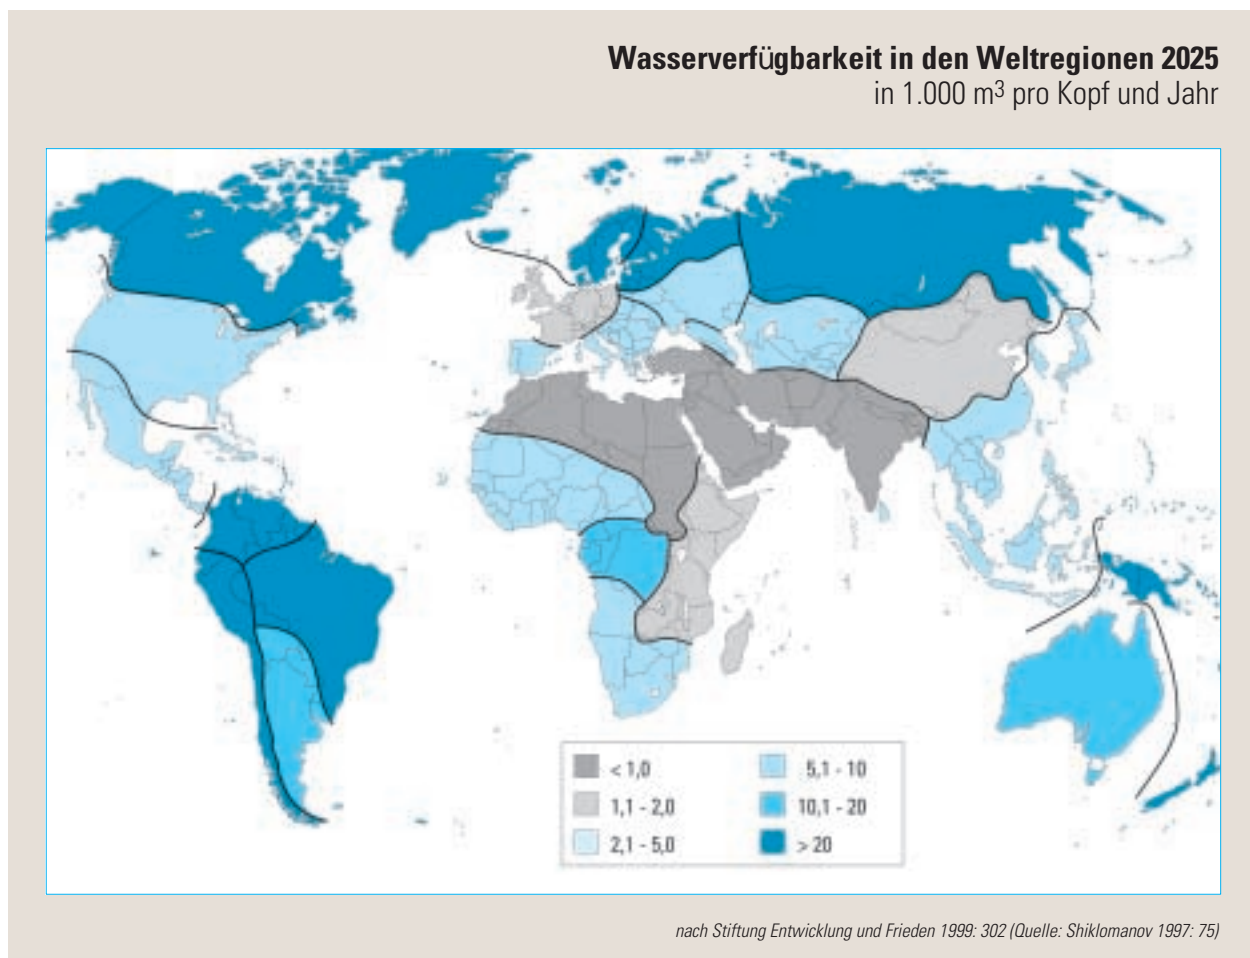 Wasserverfügbarkeit in den Weltregionen 2025
in 1.000 m³ pro Kopf und Jahr
< 1,0
1,1 - 2,0
2,1 - 5,0
5,1 - 10
10,1 - 20
> 20
nach Stiftung Entwicklung und Frieden 1999: 302 (Quelle: Shiklomanov 1997: 75)